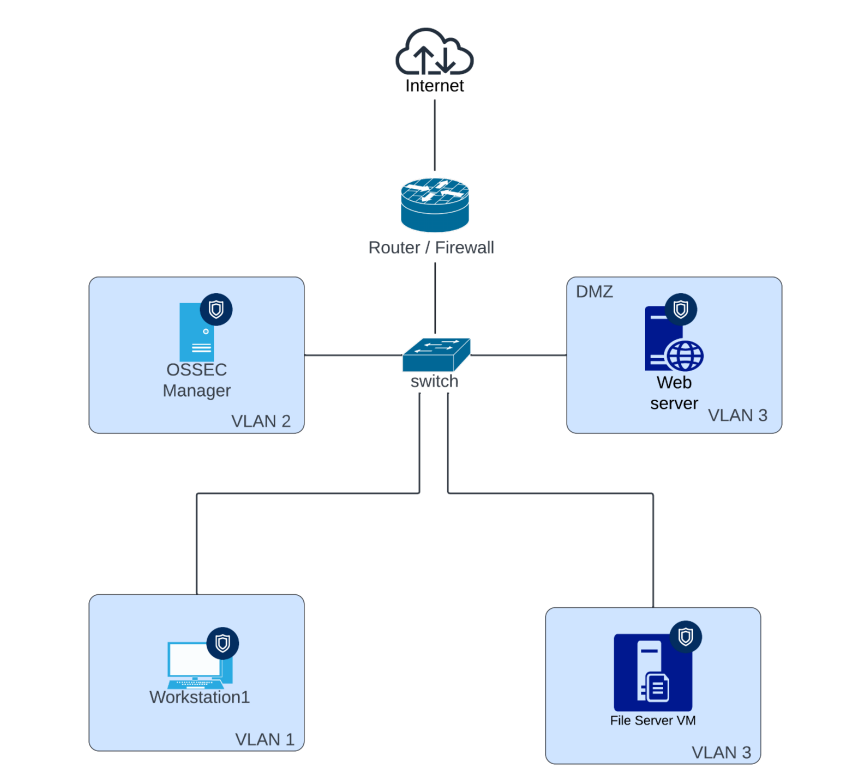 Internet
Router / Firewall
OSSEC
Manager
VLAN 2
switch
DMZ
Web
server
VLAN 3
Workstation1
VLAN 1
File Server VM
VLAN 3